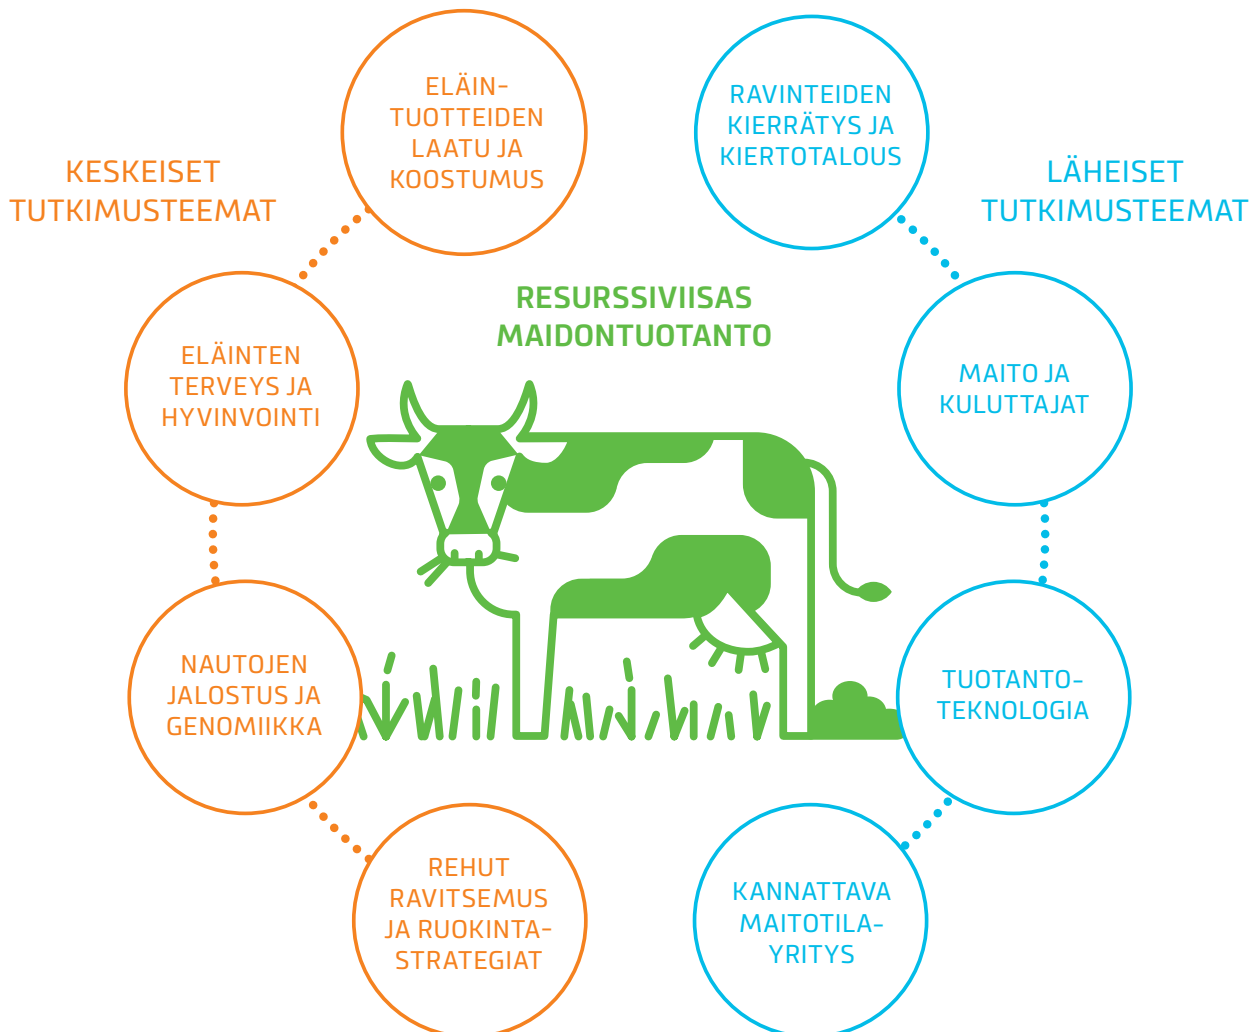 KESKEISET
TUTKIMUSTEEMAT
ELÄIN-
TUOTTEIDEN
LAATU JA
KOOSTUMUS
ELÄINTEN
TERVEYS JA
HYVINVOINTI
NAUTOJEN
JALOSTUS JA
GENOMIIKKA
REHUT
RAVITSEMUS
JA RUOKINTA-
STRATEGIAT
RESURSSIVIISAS
MAIDONTUOTANTO
LÄHEISET
TUTKIMUSTEEMAT
RAVINTEIDEN
KIERRÄTYS JA
KIERTOTALOUS
MAITO JA
KULUTTAJAT
TUOTANTO-
TEKNOLOGIA
KANNATTAVA
MAITOTILA-
YRITYS